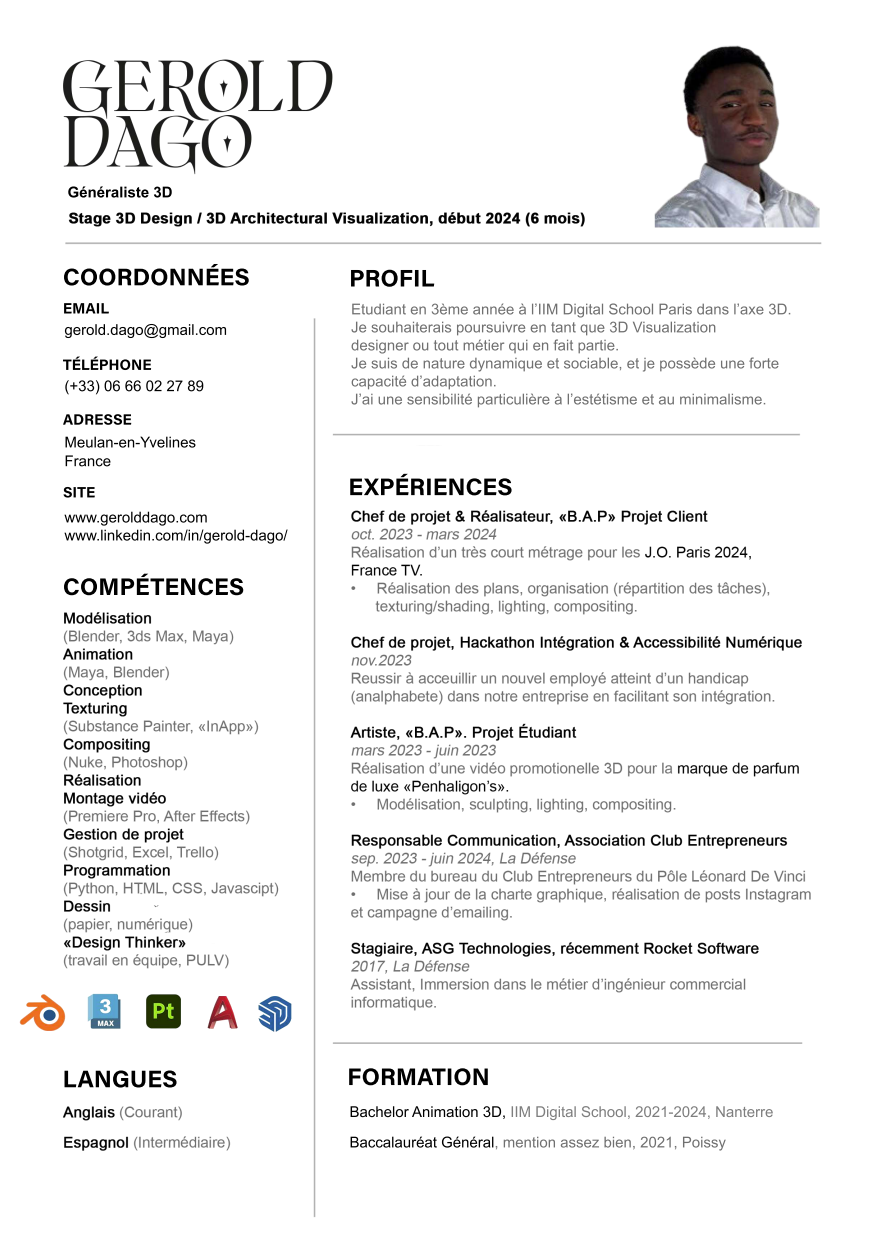 GEROLD
DAGO
Généraliste 3D
Stage 3D Design / 3D Architectural Visualization, début 2024 (6 mois)
COORDONNÉES
EMAIL
gerold.dago@gmail.com
TÉLÉPHONE
(+33) 06 66 02 27 89
ADRESSE
Meulan-en-Yvelines
France
SITE
www.gerolddago.com
www.linkedin.com/in/gerold-dago/
COMPÉTENCES
Modélisation
(Blender, 3ds Max, Maya)
Animation
(Maya, Blender)
Conception
Texturing
(Substance Painter, «InApp»)
Compositing
(Nuke, Photoshop)
Réalisation
Montage vidéo
(Premiere Pro, After Effects)
Gestion de projet
(Shotgrid, Excel, Trello)
Programmation
(Python, HTML, CSS, Javascipt)
Dessin
(papier, numérique)
«Design Thinker»
(travail en équipe, PULV)
3
MAX
Pt
LANGUES
Anglais (Courant)
Espagnol (Intermédiaire)
PROFIL
Etudiant en 3ème année à l'IIM Digital School Paris dans l'axe 3D.
Je souhaiterais poursuivre en tant que 3D Visualization
designer ou tout métier qui en fait partie.
Je suis de nature dynamique et sociable, et je possède une forte
capacité d'adaptation.
J'ai une sensibilité particulière à l'estétisme et au minimalisme.
EXPÉRIENCES
Chef de projet & Réalisateur, «B.A.P» Projet Client
oct. 2023 - mars 2024
Réalisation d'un très court métrage pour les J.O. Paris 2024,
France TV.
• Réalisation des plans, organisation (répartition des tâches),
texturing/shading, lighting, compositing.
Chef de projet, Hackathon Intégration & Accessibilité Numérique
nov.2023
Reussir à acceuillir un nouvel employé atteint d'un handicap
(analphabete) dans notre entreprise en facilitant son intégration.
Artiste, «B.A.P». Projet Étudiant
mars 2023 - juin 2023
Réalisation d'une vidéo promotionelle 3D pour la marque de parfum
de luxe «Penhaligon's».
• Modélisation, sculpting, lighting, compositing.
Responsable Communication, Association Club Entrepreneurs
sep. 2023 - juin 2024, La Défense
Membre du bureau du Club Entrepreneurs du Pôle Léonard De Vinci
• Mise à jour de la charte graphique, réalisation de posts Instagram
et campagne d'emailing.
Stagiaire, ASG Technologies, récemment Rocket Software
2017, La Défense
Assistant, Immersion dans le métier d'ingénieur commercial
informatique.
FORMATION
Bachelor Animation 3D, IIM Digital School, 2021-2024, Nanterre
Baccalauréat Général, mention assez bien, 2021, Poissy